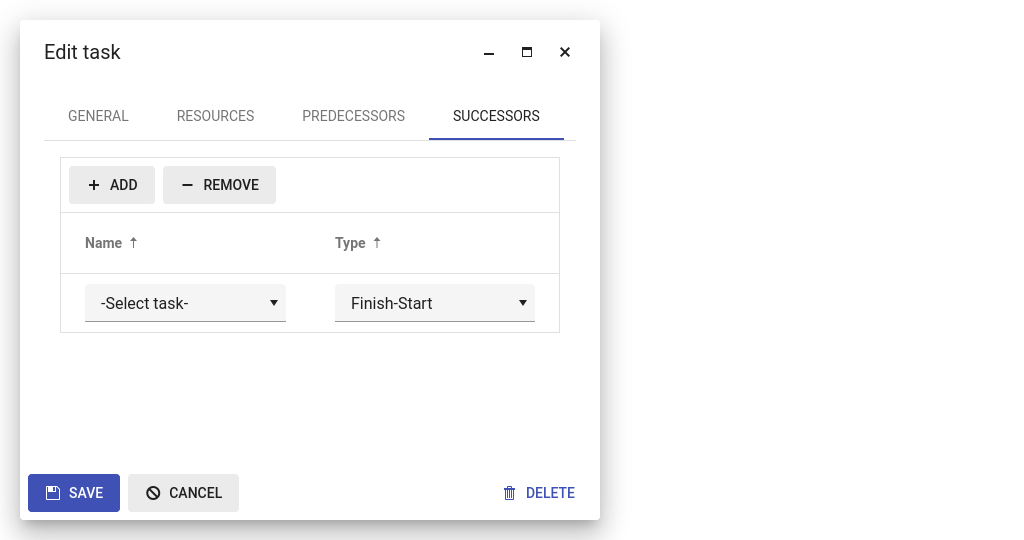 Edit task
GENERAL RESOURCES PREDECESSORS SUCCESSORS
ADD REMOVE
Name Type
-Select task- Finish-Start
SAVE CANCEL DELETE